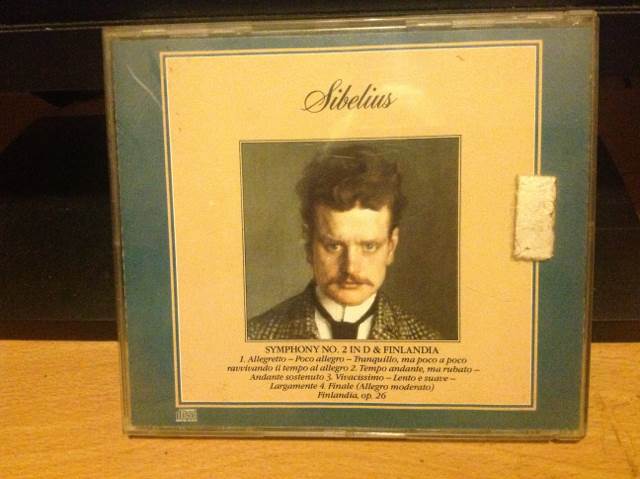 Sibelius
SYMPHONY NO. 2 IN D & FINLANDIA
1. Allegretto – Poco allegro – Tranquillo, ma poco a poco
ravvivando il tempo al allegro 2. Tempo andante, ma rubato –
Andante sostenuto 3. Vivacissimo – Lento e suave –
Largamente 4. Finale (Allegro moderato)
Finlandia, op. 26